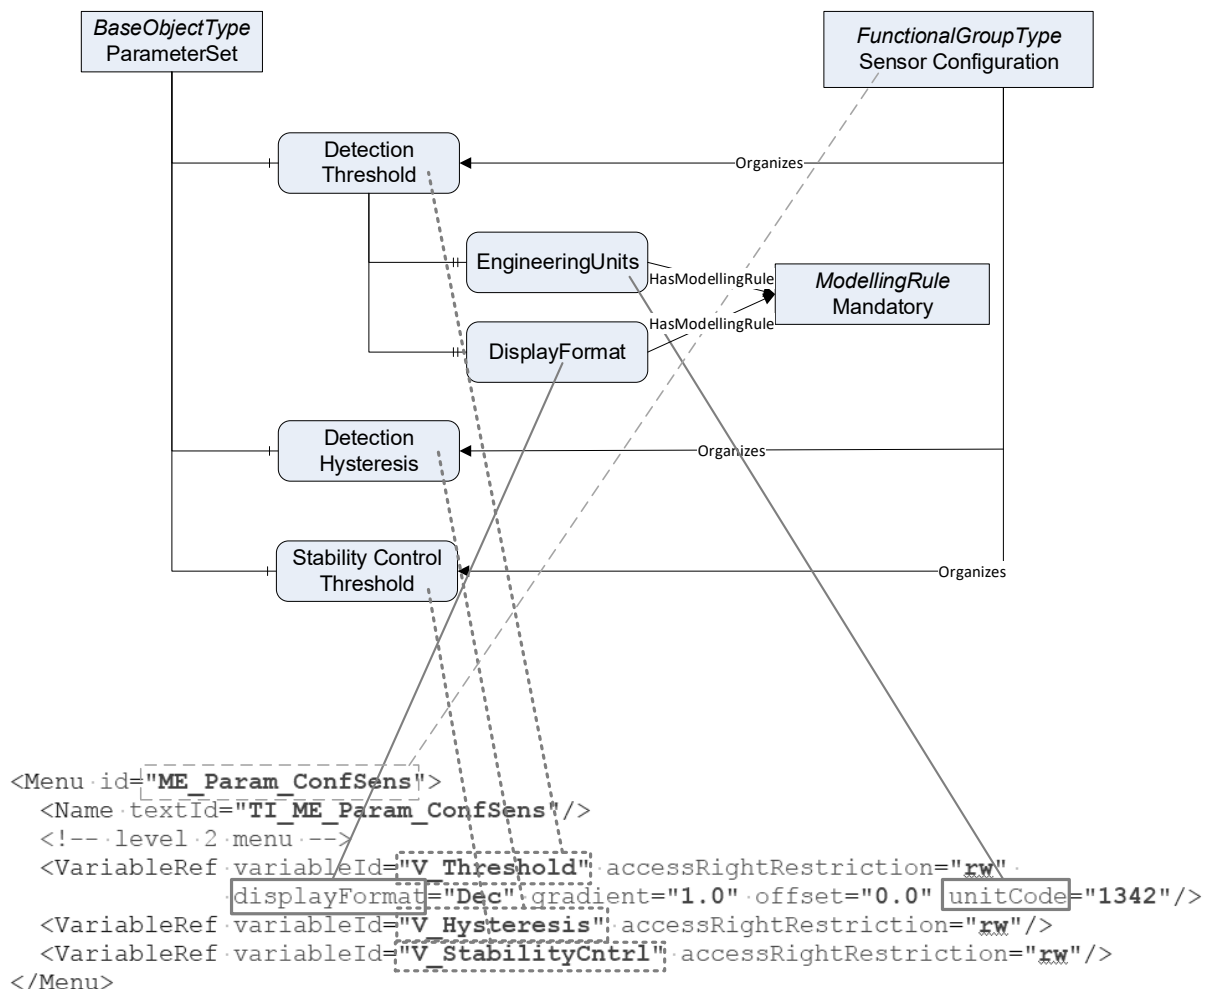 BaseObjectType
ParameterSet
FunctionalGroupType
Sensor Configuration
Detection
Threshold
Organizes
EngineeringUnits
HasModellingRule
ModellingRule
Mandatory
HasModellingRule
DisplayFormat
Detection
Hysteresis
Organizes
Stability Control
Threshold
Organizes
<Menu id="ME_Param_ConfSens">
<Name textId="TI_ME_Param_ConfSens"/>
<!-- level 2 menu -->
<VariableRef variableId="V_Threshold" accessRightRestriction="rw"
displayFormat="Dec" gradient="1.0" offset="0.0" unitCode="1342"/>
<VariableRef variableId="V_Hysteresis" accessRightRestriction="rw"/>
<VariableRef variableId="V_StabilityCntrl" accessRightRestriction="rw"/>
</Menu>